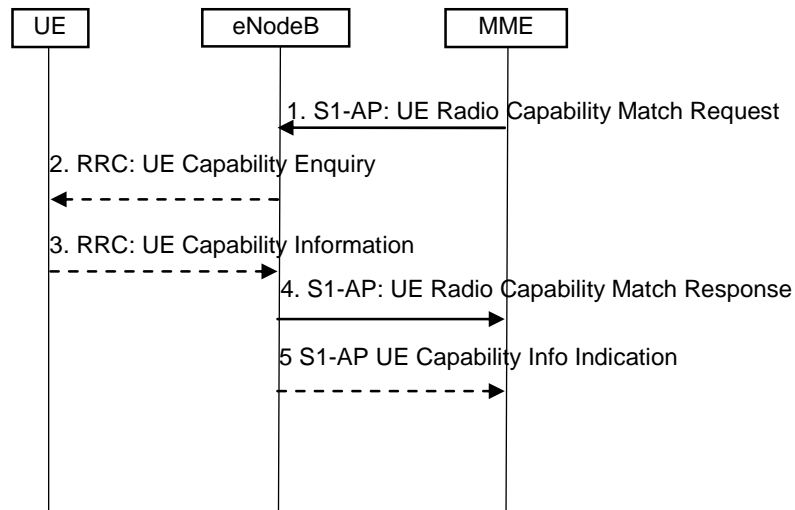 UE
eNodeB
MME
1. S1-AP: UE Radio Capability Match Request
2. RRC: UE Capability Enquiry
3. RRC: UE Capability Information
4. S1-AP: UE Radio Capability Match Response
5 S1-AP UE Capability Info Indication